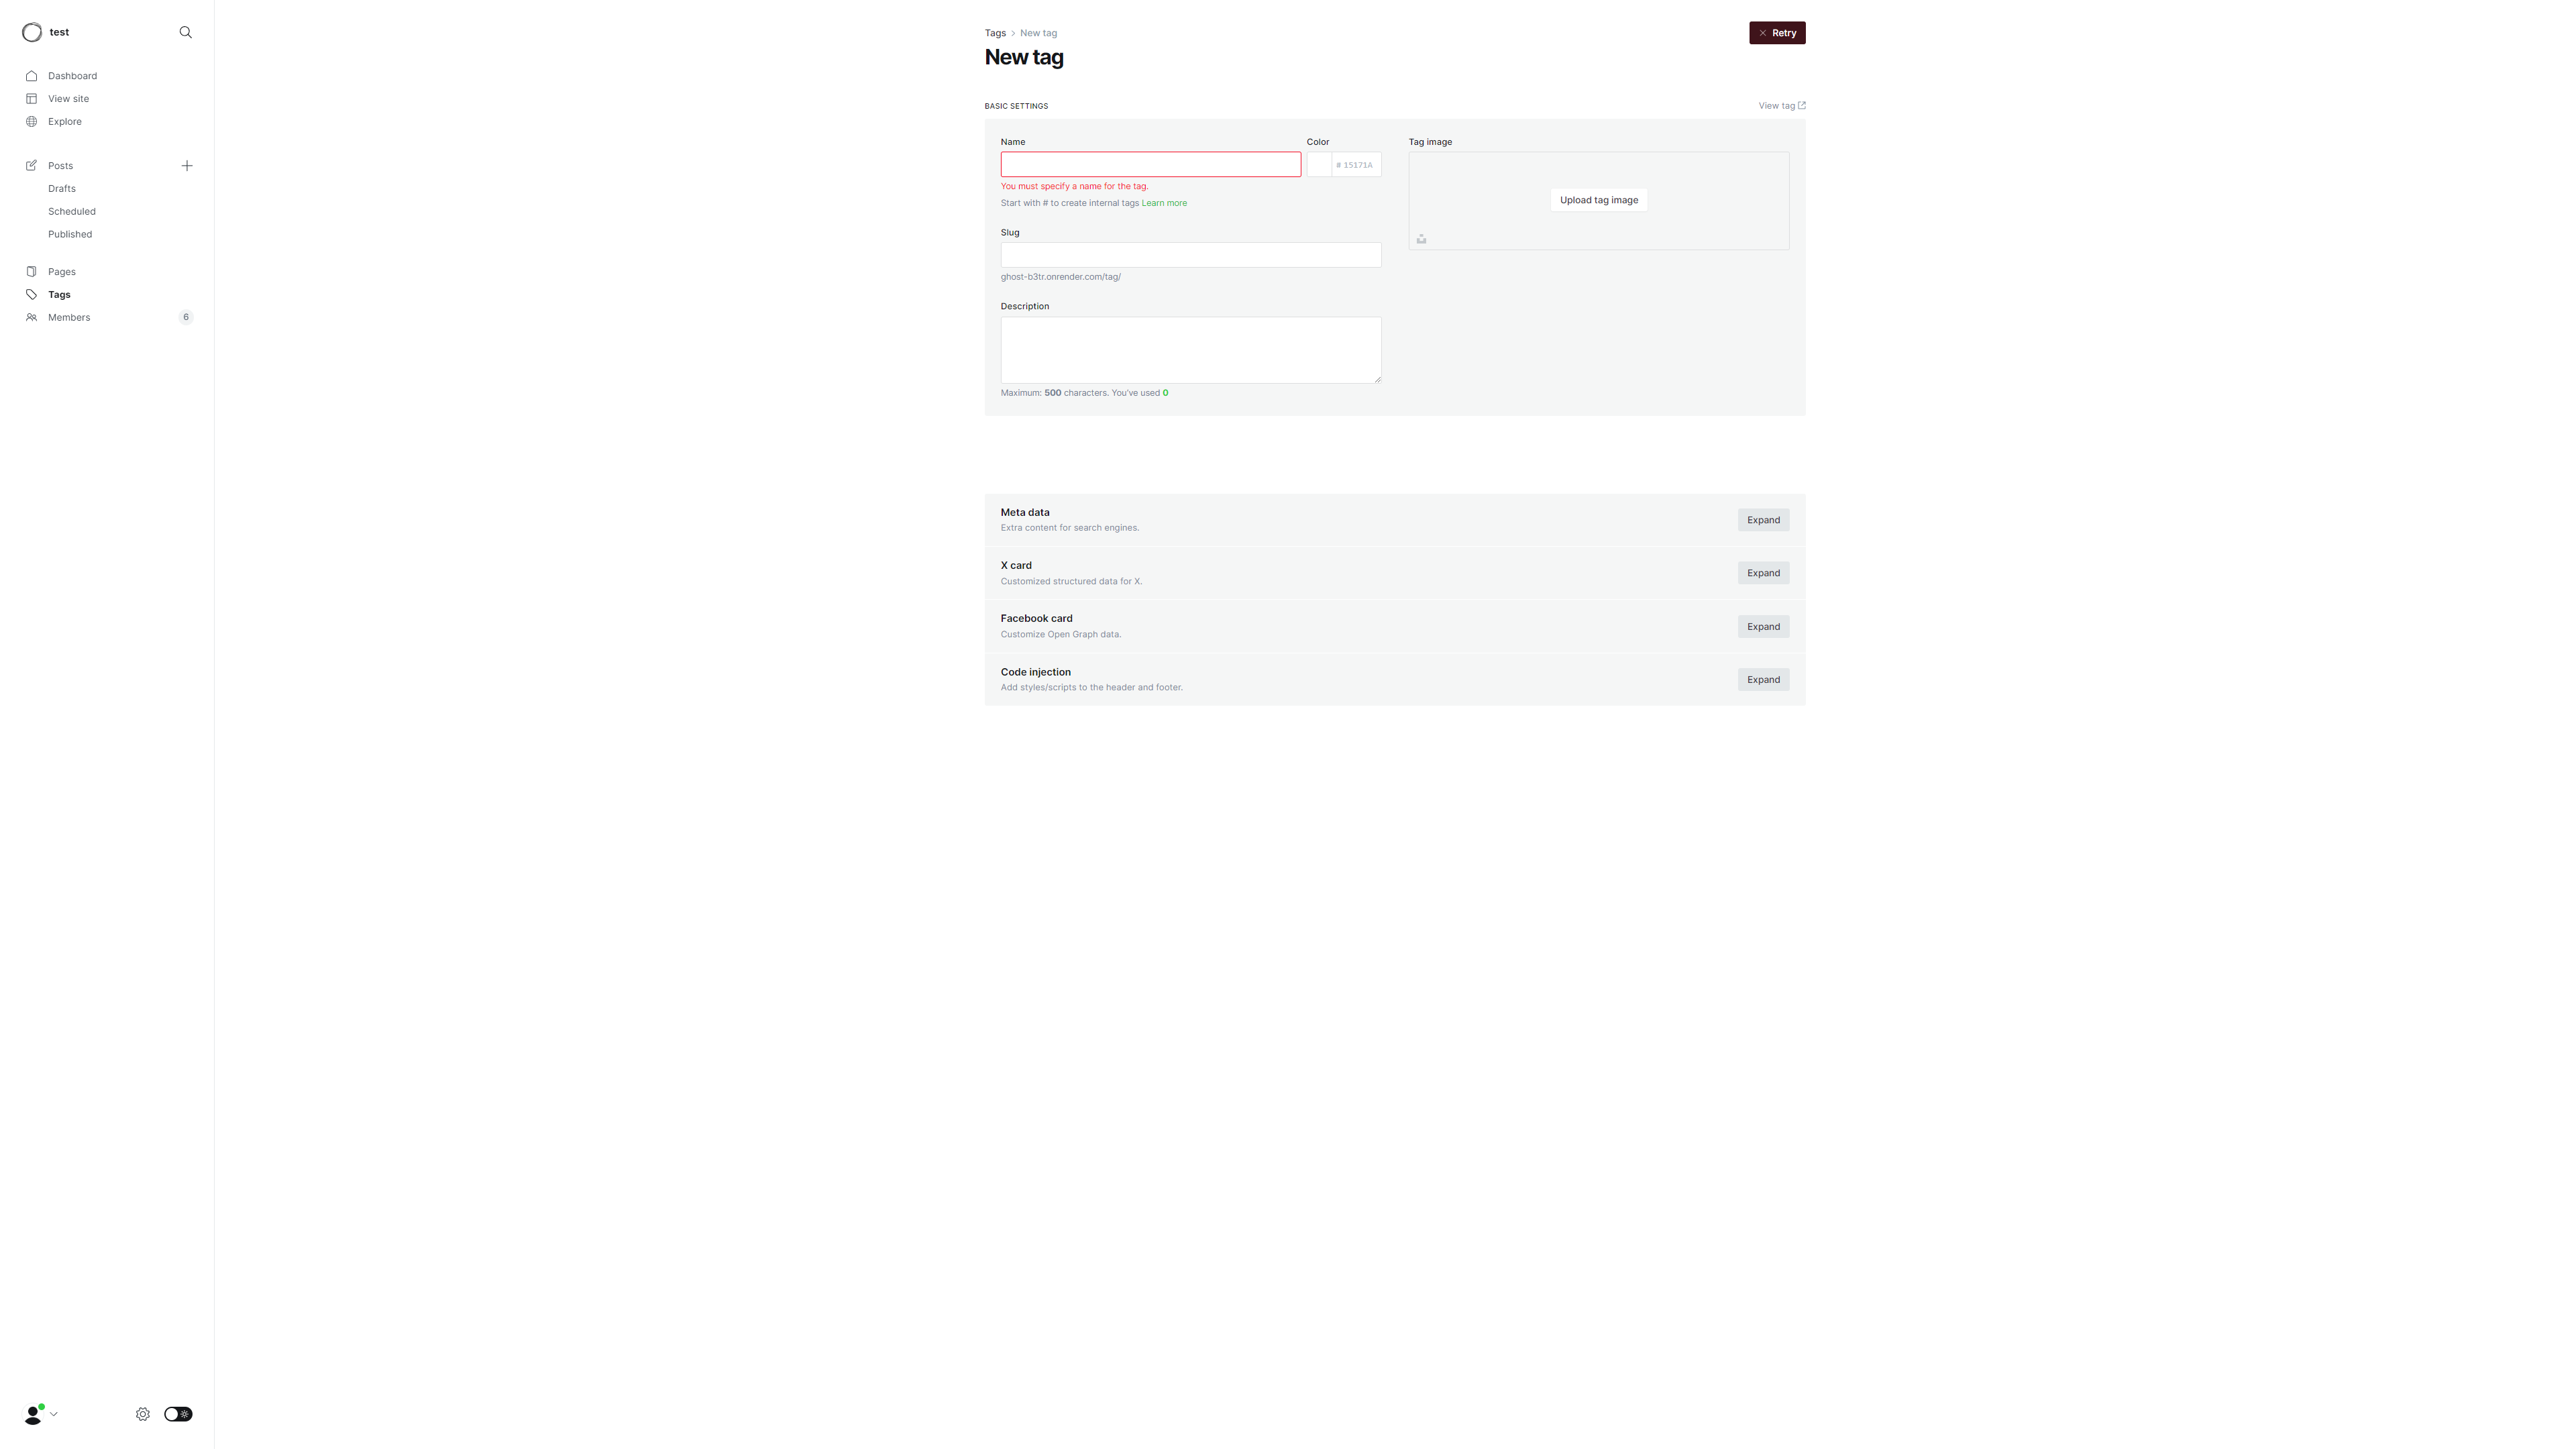 test
Dashboard
View site
Explore
Posts
Drafts
Scheduled
Published
Pages
Tags
Members 6
Tags > New tag
Retry
New tag
BASIC SETTINGS
View tag
Name
Color
# 15171A
You must specify a name for the tag.
Start with # to create internal tags Learn more
Slug
ghost-b3tr.onrender.com/tag/
Description
Maximum: 500 characters. You've used 0
Tag image
Upload tag image
Meta data
Extra content for search engines.
Expand
X card
Customized structured data for X.
Expand
Facebook card
Customize Open Graph data.
Expand
Code injection
Add styles/scripts to the header and footer.
Expand